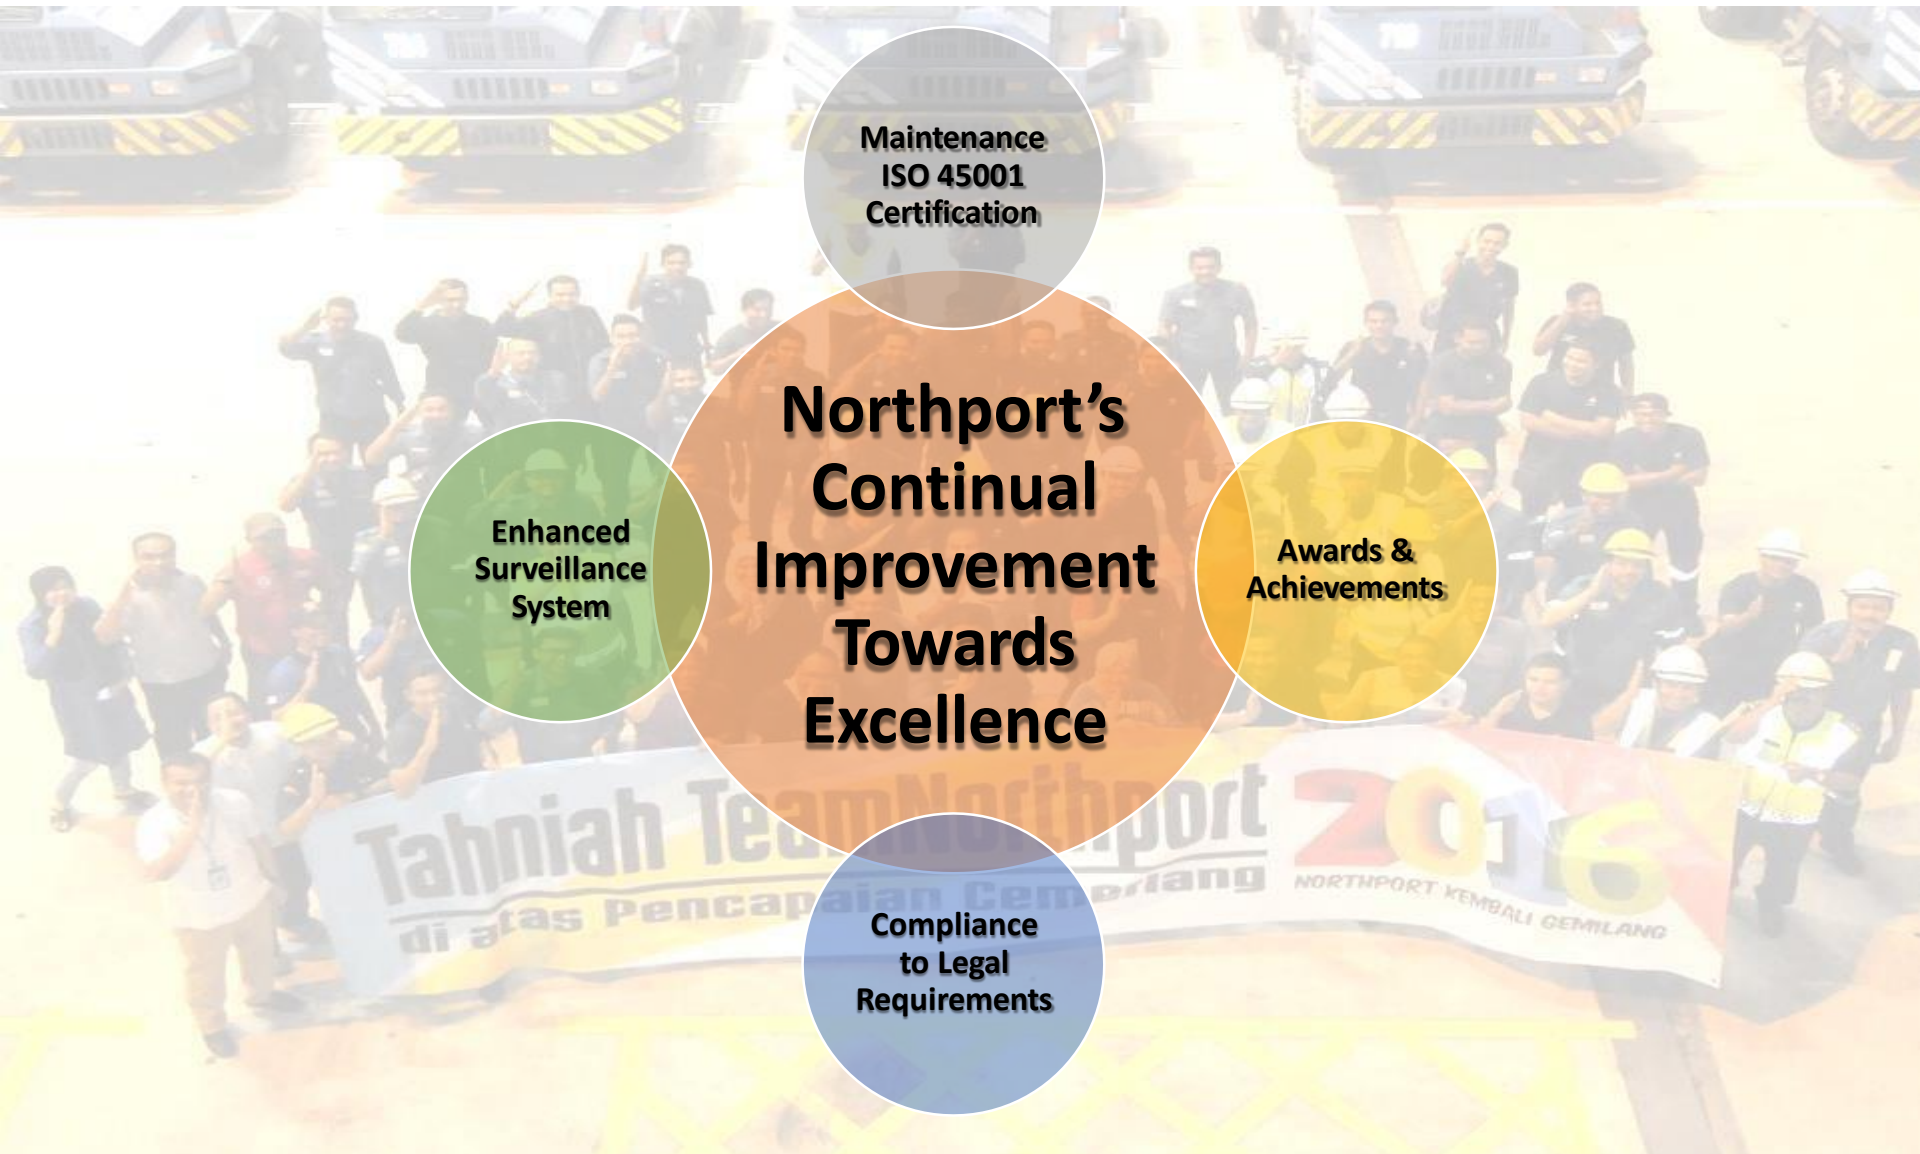 Maintenance
ISO 45001
Certification
Northport’s
Continual
Improvement
Towards
Excellence
Enhanced
Surveillance
System
Awards &
Achievements
Compliance
to Legal
Requirements
Tahniah TeamNorthport
di atas Pencapaian Cemerlang
2016
NORTHPORT KEMBALI GEMILANG